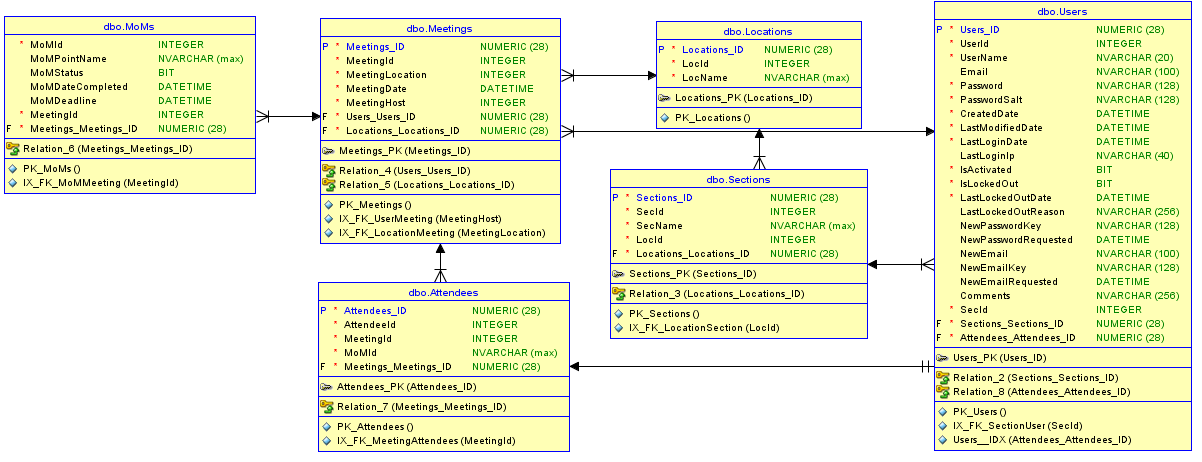 dbo.MoMs
* MoMId INTEGER
MoMPointName NVARCHAR (max)
MoMStatus BIT
MoMDateCompleted DATETIME
MoMDeadline DATETIME
* MeetingId INTEGER
F * Meetings_Meetings_ID NUMERIC (28)
Relation_6 (Meetings_Meetings_ID)
PK_MoMs ()
IX_FK_MoMMeeting (MeetingId)
dbo.Meetings
P * Meetings_ID NUMERIC (28)
* MeetingId INTEGER
* MeetingLocation INTEGER
* MeetingDate DATETIME
* MeetingHost INTEGER
F * Users_Users_ID NUMERIC (28)
F * Locations_Locations_ID NUMERIC (28)
Meetings_PK (Meetings_ID)
Relation_4 (Users_Users_ID)
Relation_5 (Locations_Locations_ID)
PK_Meetings ()
IX_FK_UserMeeting (MeetingHost)
IX_FK_LocationMeeting (MeetingLocation)
dbo.Locations
P * Locations_ID NUMERIC (28)
* LocId INTEGER
* LocName NVARCHAR (max)
Locations_PK (Locations_ID)
PK_Locations ()
dbo.Sections
P * Sections_ID NUMERIC (28)
* SecId INTEGER
* SecName NVARCHAR (max)
* LocId INTEGER
F * Locations_Locations_ID NUMERIC (28)
Sections_PK (Sections_ID)
Relation_3 (Locations_Locations_ID)
PK_Sections ()
IX_FK_LocationSection (LocId)
dbo.Attendees
P * Attendees_ID NUMERIC (28)
* AttendeeId INTEGER
* MeetingId INTEGER
* MoMId NVARCHAR (max)
F * Meetings_Meetings_ID NUMERIC (28)
Attendees_PK (Attendees_ID)
Relation_7 (Meetings_Meetings_ID)
PK_Attendees ()
IX_FK_MeetingAttendees (MeetingId)
dbo.Users
P * Users_ID NUMERIC (28)
* UserId INTEGER
* UserName NVARCHAR (20)
Email NVARCHAR (100)
* Password NVARCHAR (128)
* PasswordSalt NVARCHAR (128)
* CreatedDate DATETIME
* LastModifiedDate DATETIME
* LastLoginDate DATETIME
LastLoginIp NVARCHAR (40)
* IsActivated BIT
* IsLockedOut BIT
* LastLockedOutDate DATETIME
LastLockedOutReason NVARCHAR (256)
NewPasswordKey NVARCHAR (128)
NewPasswordRequested DATETIME
NewEmail NVARCHAR (100)
NewEmailKey NVARCHAR (128)
NewEmailRequested DATETIME
Comments NVARCHAR (256)
* SecId INTEGER
F * Sections_Sections_ID NUMERIC (28)
F * Attendees_Attendees_ID NUMERIC (28)
Users_PK (Users_ID)
Relation_2 (Sections_Sections_ID)
Relation_8 (Attendees_Attendees_ID)
PK_Users ()
IX_FK_SectionUser (SecId)
Users__IDX (Attendees_Attendees_ID)